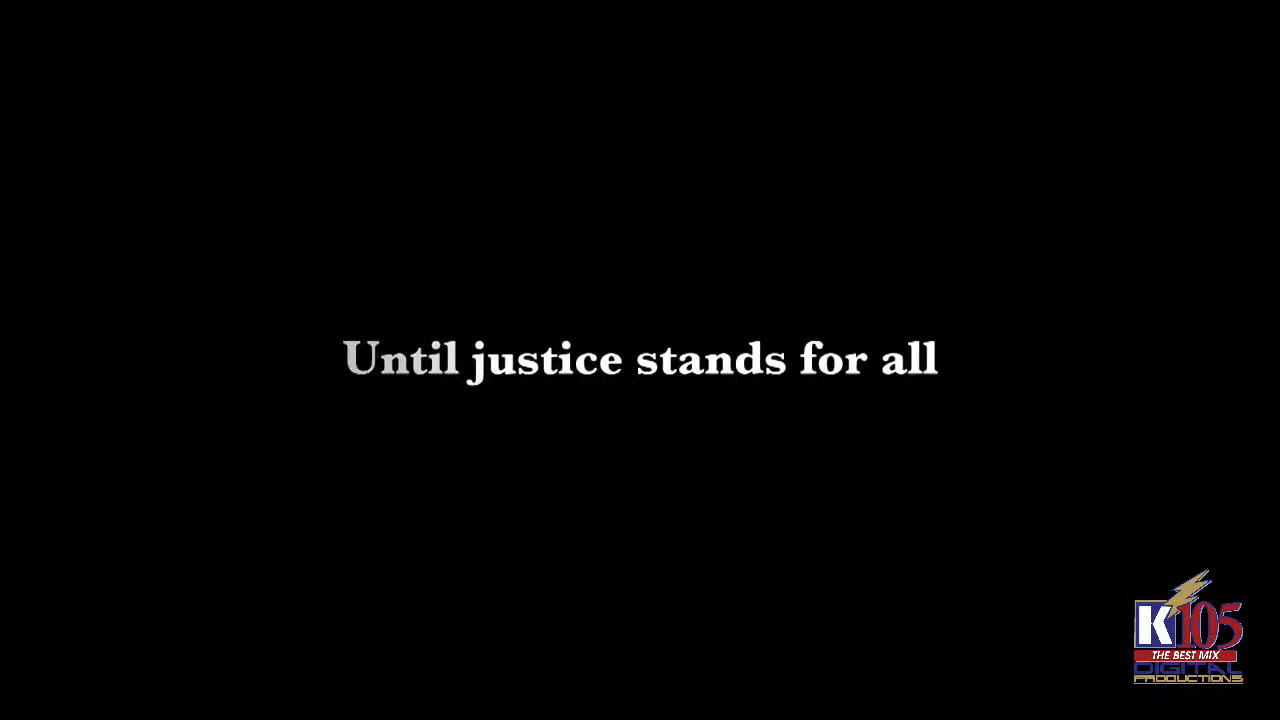 Until justice stands for all
K105
THE BEST MIX
DIGITAL
PRODUCTIONS